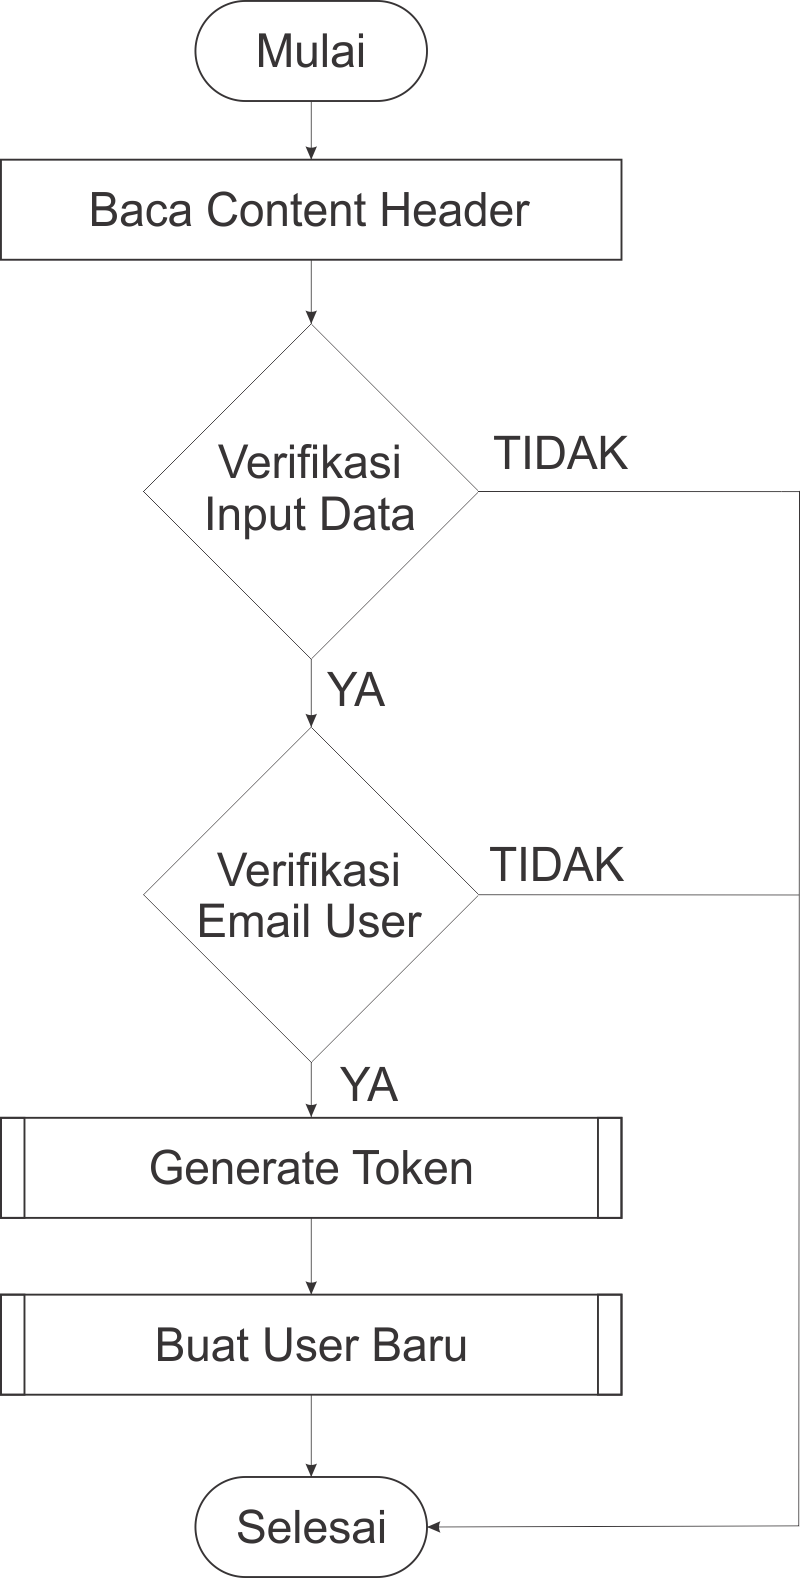 Mulai
Baca Content Header
Verifikasi
Input Data
TIDAK
YA
Verifikasi
Email User
TIDAK
YA
Generate Token
Buat User Baru
Selesai